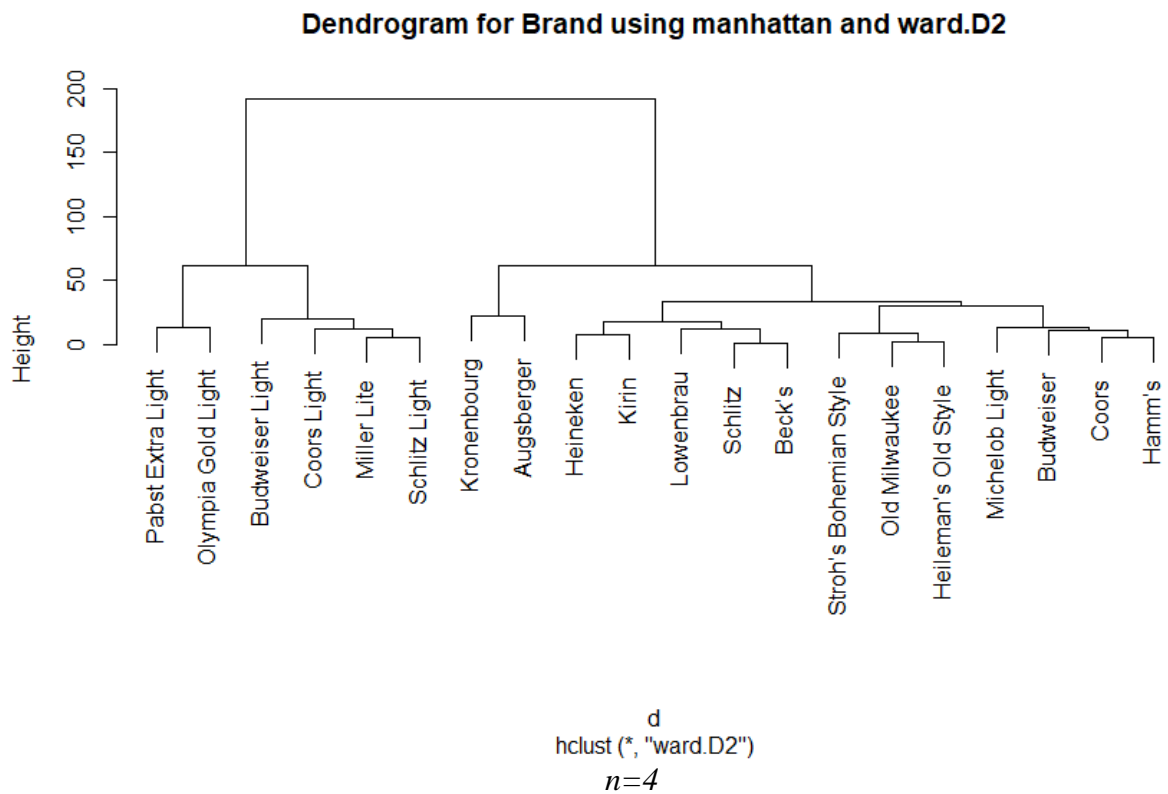 Dendrogram for Brand using manhattan and ward.D2
200
150
100
50
0
Height
Pabst Extra Light
Olympia Gold Light
Budweiser Light
Coors Light
Miller Lite
Schlitz Light
Kronenbourg
Augsberger
Heineken
Kirin
Lowenbrau
Schlitz
Beck's
Stroh's Bohemian Style
Old Milwaukee
Heileman's Old Style
Michelob Light
Budweiser
Coors
Hamm's
d
hclust (*, "ward.D2")
n=4